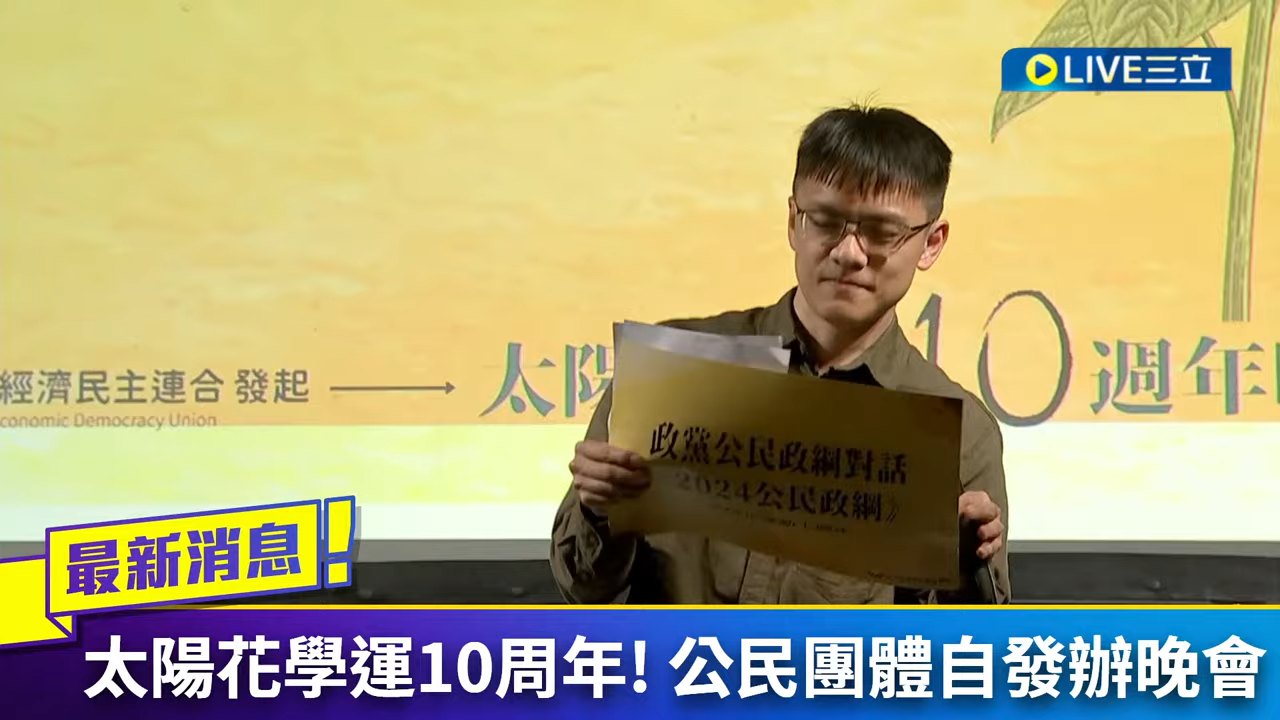 LIVE三立
10週年
經濟民主連合 發起
太陽
conomic Democracy Union
政黨公民政綱對話
2024公民政綱》
最新消息!
太陽花學運10周年! 公民團體自發辦晚會